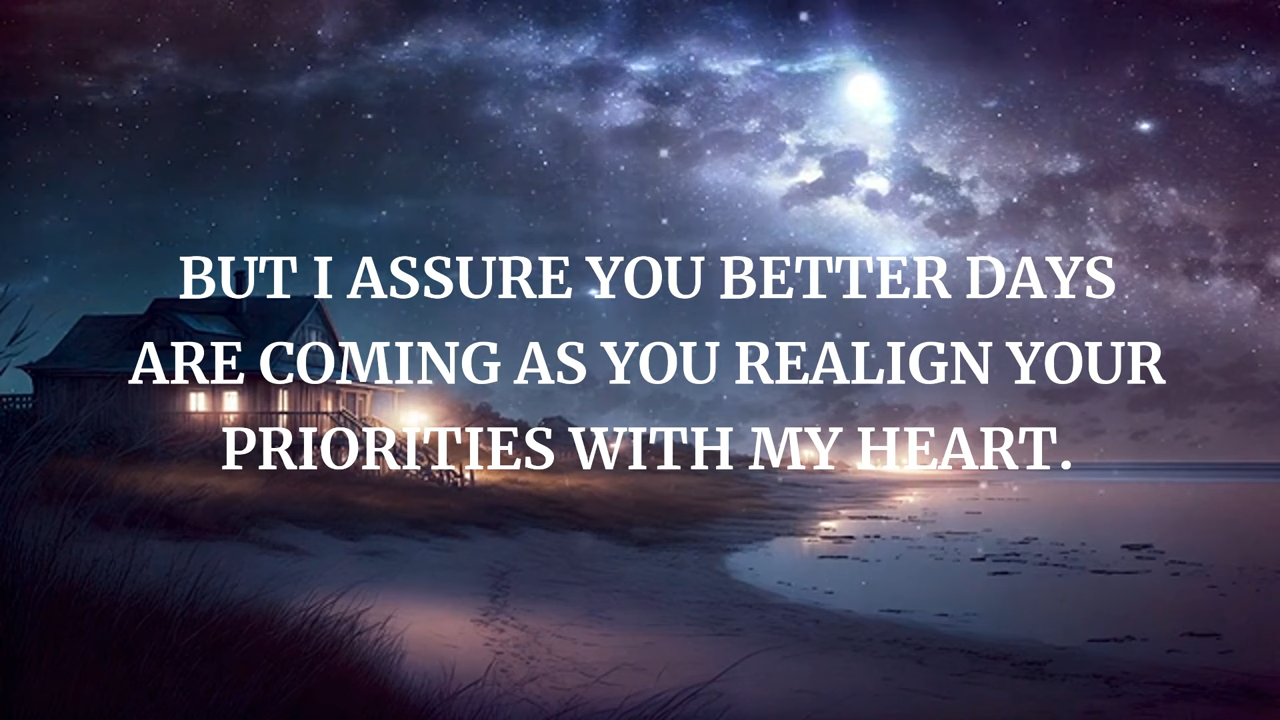 BUT I ASSURE YOU BETTER DAYS
ARE COMING AS YOU REALIGN YOUR
PRIORITIES WITH MY HEART.